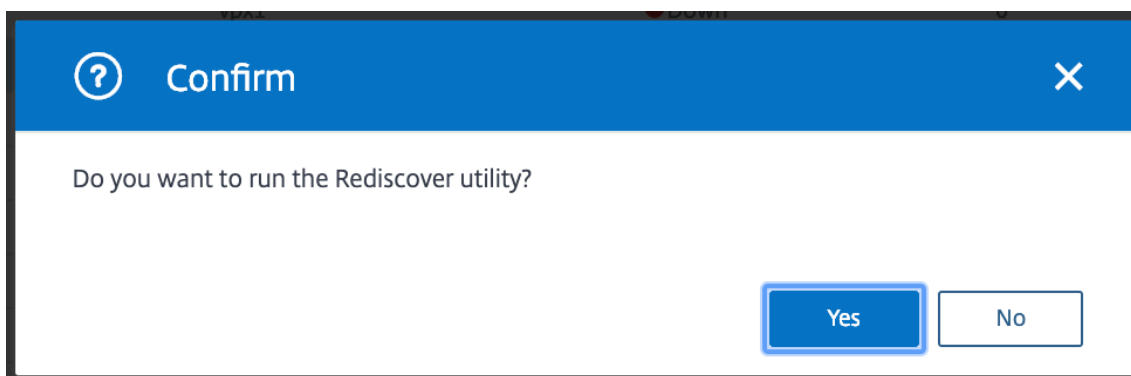 Confirm
Do you want to run the Rediscover utility?
Yes No